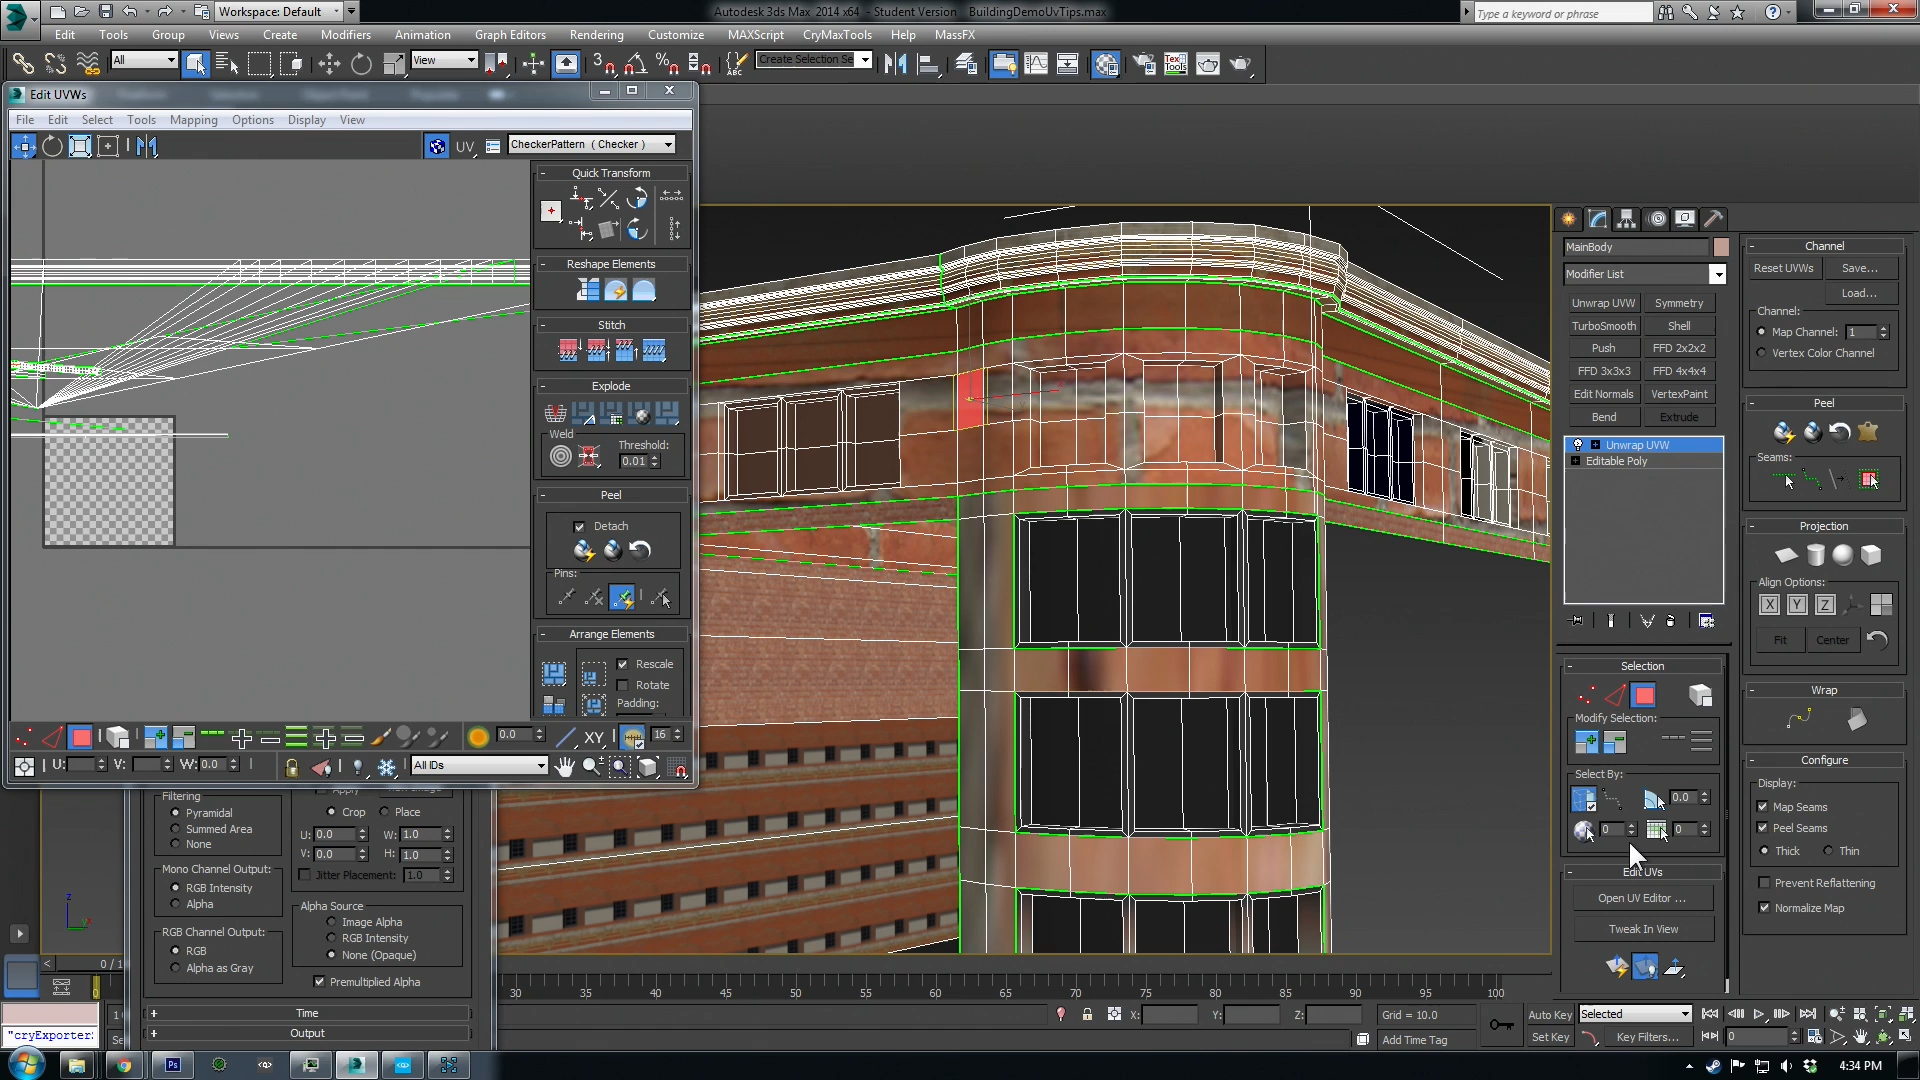 Workspace: Default
Autodesk 3ds Max 2014 x64 - Student Version BuildingDemoUvTips.max
Type a keyword or phrase
Edit Tools Group Views Create Modifiers Animation Graph Editors Rendering Customize MAXScript CryMaxTools Help MassFX
All
View
Create Selection Se
Edit UVWs
File Edit Select Tools Mapping Options Display View
UV
CheckerPattern ( Checker )
Quick Transform
Reshape Elements
Stitch
Explode
Weld
Threshold:
0.01
Peel
Detach
Pins:
Arrange Elements
Rescale
Rotate
Padding:
0.0
XY
16
U:
V:
W: 0.0
All IDs
Filtering
Pyramidal
Summed Area
None
Mono Channel Output:
RGB Intensity
Alpha
RGB Channel Output:
RGB
Alpha as Gray
Apply
Crop Place
U: 0.0 W: 1.0
V: 0.0 H: 1.0
Jitter Placement: 1.0
Alpha Source
Image Alpha
RGB Intensity
None (Opaque)
Premultiplied Alpha
Time
Output
MainBody
Modifier List
Unwrap UVW Symmetry
TurboSmooth Shell
Push FFD 2x2x2
FFD 3x3x3 FFD 4x4x4
Edit Normals VertexPaint
Bend Extrude
Unwrap UVW
Editable Poly
Selection
Modify Selection:
Select By:
0.0
0 0
Edit UVs
Open UV Editor ...
Tweak In View
Channel
Reset UVWs Save...
Load...
Channel:
Map Channel: 1
Vertex Color Channel
Peel
Seams:
Projection
Align Options:
X Y Z
Fit Center
Wrap
Configure
Display:
Map Seams
Peel Seams
Thick Thin
Prevent Reflattening
Normalize Map
0 / 1
30 35 40 45 50 55 60 65 70 75 80 85 90 95 100
X: Y: Z: Grid = 10.0
Add Time Tag
Auto Key Selected
Set Key Key Filters... 0
"cryExporter:
4:34 PM